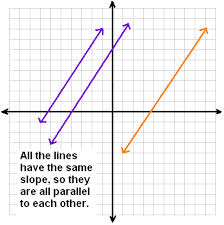 All the lines
have the same
slope, so they
are all parallel
to each other.